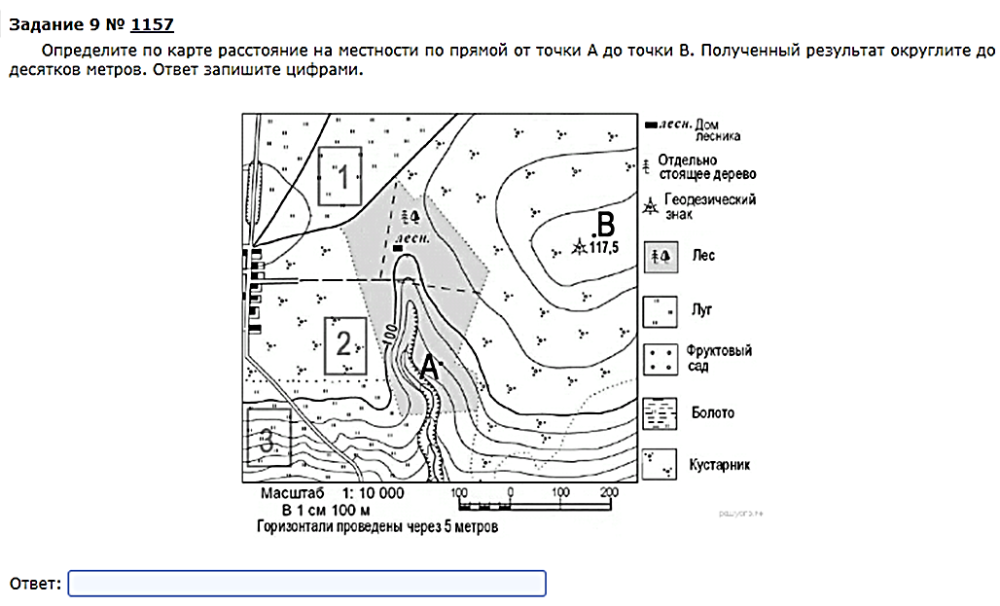 Задание 9 № 1157
Определите по карте расстояние на местности по прямой от точки А до точки В. Полученный результат округлите до
десятков метров. Ответ запишите цифрами.
лесн. Дом
лесника
Отдельно
стоящее дерево
Геодезический
знак
1
.В
лесн.
117,5
Лес
Луг
100
2
А
Фруктовый
сад
Болото
3
Кустарник
Масштаб 1: 10 000
В 1 см 100 м
100 0 100 200
Горизонтали проведены через 5 метров
Ответ: